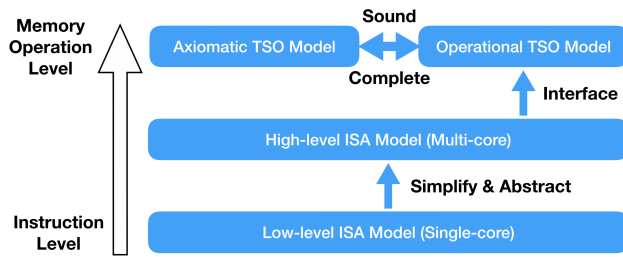 Memory
Operation
Level
Sound
Axiomatic TSO Model
Operational TSO Model
Complete
Interface
High-level ISA Model (Multi-core)
Simplify & Abstract
Instruction
Level
Low-level ISA Model (Single-core)